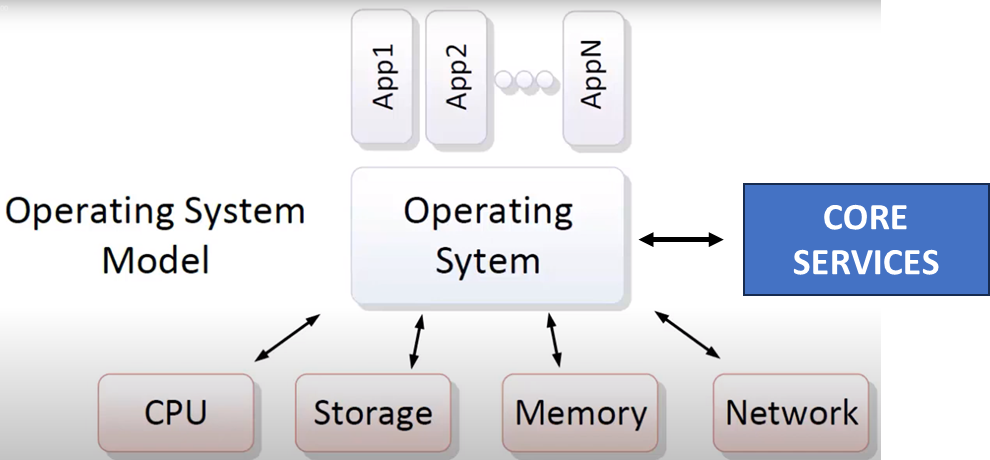 App1
App2
AppN
Operating System
Model
Operating
Sytem
CORE
SERVICES
CPU
Storage
Memory
Network